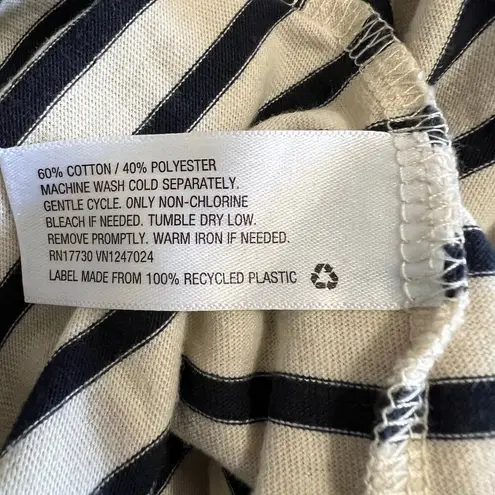 60% COTTON / 40% POLYESTER
MACHINE WASH COLD SEPARATELY.
GENTLE CYCLE. ONLY NON-CHLORINE
BLEACH IF NEEDED. TUMBLE DRY LOW.
REMOVE PROMPTLY. WARM IRON IF NEEDED.
RN17730 VN1247024
LABEL MADE FROM 100% RECYCLED PLASTIC